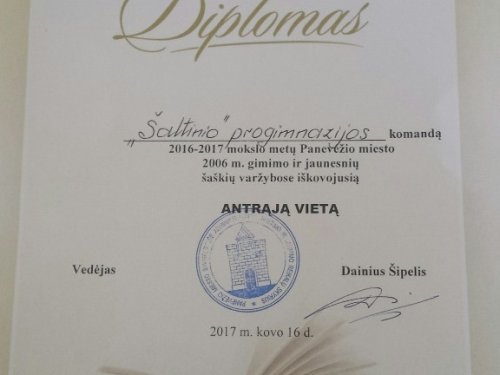 Diplomas
„Šaltinio" progimnazijos komandą
2016-2017 mokslo metų Panevėžio miesto
2006 m. gimimo ir jaunesnių
šaškių varžybose iškovojusią
ANTRĄJĄ VIETĄ
Vedėjas Dainius Šipelis
2017 m. kovo 16 d.